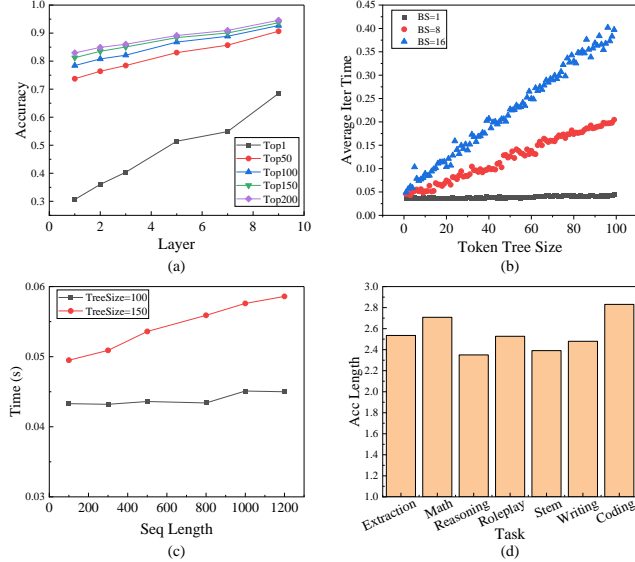 1.0
0.9
0.8
0.7
0.6
0.5
0.4
0.3
Accuracy
0 2 4 6 8 10
Layer
Top1
Top50
Top100
Top150
Top200
(a)
0.45
0.40
0.35
0.30
0.25
0.20
0.15
0.10
0.05
0.00
Average Iter Time
BS=1
BS=8
BS=16
0 20 40 60 80 100
Token Tree Size
(b)
0.06
0.05
0.04
0.03
Time (s)
TreeSize=100
TreeSize=150
0 200 400 600 800 1000 1200
Seq Length
(c)
3.0
2.8
2.6
2.4
2.2
2.0
1.8
1.6
1.4
1.2
1.0
Acc Length
Extraction Math Reasoning Roleplay Stem Writing Coding
Task
(d)